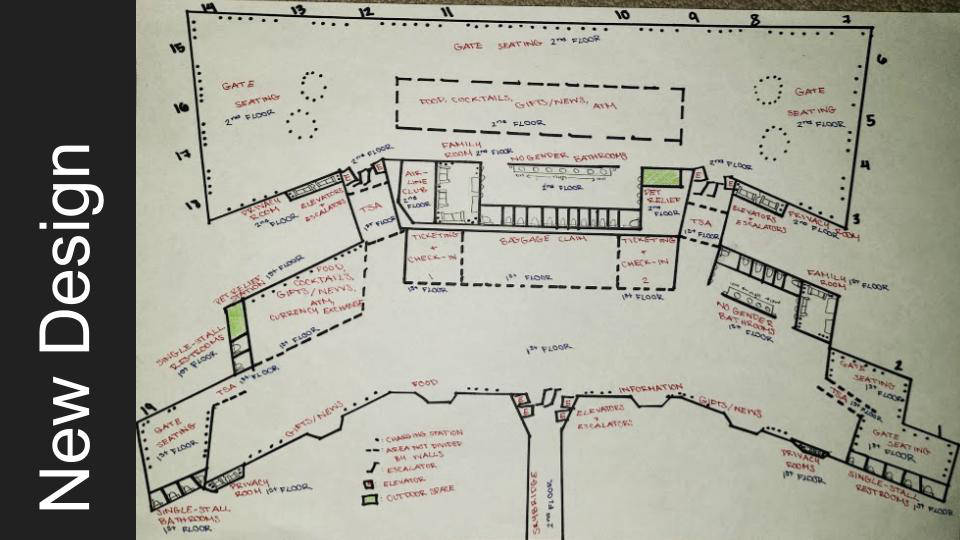 New Design
14
13
12
11
10
9
8
7
15
16
17
13
6
5
4
3
GATE SEATING 2nd FLOOR
GATE
SEATING
2nd FLOOR
FOOD, COCKTAILS, GIFTS/NEWS, ATM
2nd FLOOR
GATE
SEATING
2nd FLOOR
2nd FLOOR
FAMILY
ROOM 2nd FLOOR
NO GENDER BATHROOMS
2nd FLOOR
2nd FLOOR
E
E
E
E
PRIVACY
ROOM
2nd FLOOR
ELEVATORS
+
ESCALATORS
TSA
1st FLOOR
AIR-
LINE
CLUB
2nd
FLOOR
PET
RELIEF
2nd
FLOOR
TSA
1st FLOOR
ELEVATORS
+
ESCALATORS
PRIVACY
ROOM
2nd FLOOR
TICKETING
+
CHECK-IN
1
1st FLOOR
BAGGAGE CLAIM
1st FLOOR
TICKETING
+
CHECK-IN
2
1st FLOOR
PET RELIEF
STATION 1st FLOOR
FOOD,
COCKTAILS,
GIFTS/NEWS,
ATM,
CURRENCY EXCHANGE
1st FLOOR
FAMILY
ROOM 1st FLOOR
NO GENDER
BATHROOMS
1st FLOOR
SINGLE-STALL
RESTROOMS
1st FLOOR
1st FLOOR
TSA 1st FLOOR
19
GATE
SEATING
1st FLOOR
GIFTS/NEWS
FOOD
INFORMATION
GIFTS/NEWS
2
GATE
SEATING
1st FLOOR
TSA
1st FLOOR
1
GATE
SEATING
1st FLOOR
E
E
E
E
ELEVATORS
+
ESCALATORS
: CHARGING STATION
: AREA NOT DIVIDED
BY WALLS
: ESCALATOR
E : ELEVATOR
: OUTDOOR SPACE
SKYBRIDGE
2nd FLOOR
PRIVACY
ROOM 1st FLOOR
SINGLE-STALL
BATHROOMS
1st FLOOR
PRIVACY
ROOMS
1st FLOOR
SINGLE-STALL
RESTROOMS
1st FLOOR